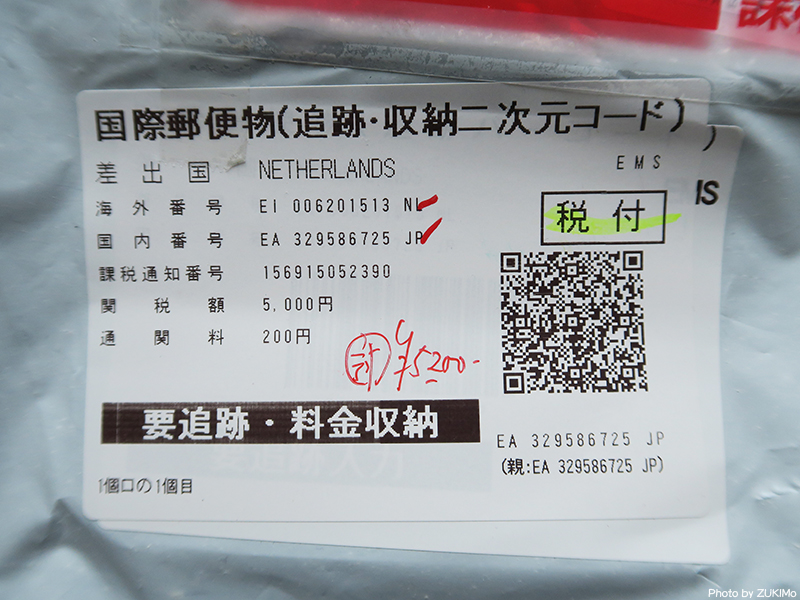 国際郵便物(追跡・収納二次元コード)
差出国 NETHERLANDS
EMS
海外番号 EI 006201513 NL
税付
国内番号 EA 329586725 JP
課税通知番号 156915052390
関税額 5,000円
通関料 200円
計 ¥5200-
要追跡・料金収納
EA 329586725 JP
(親:EA 329586725 JP)
1個口の1個目
)
IS
Photo by ZUKIMo